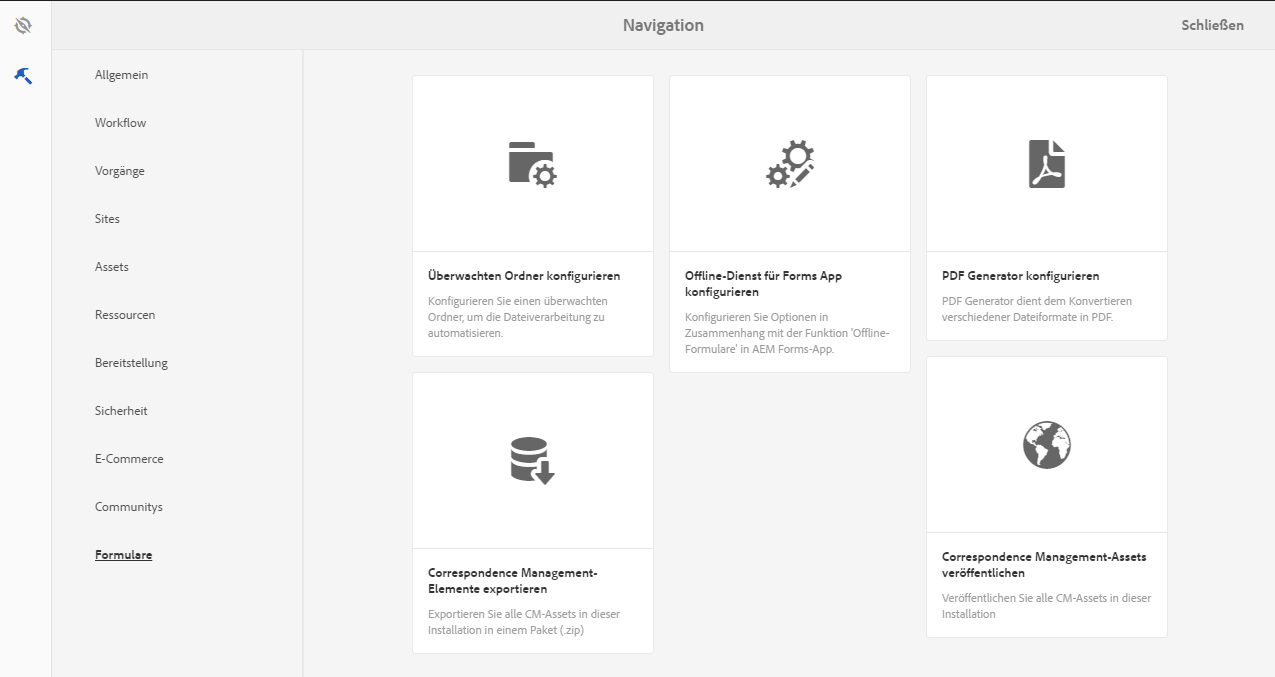 Navigation
Schließen
Allgemein
Workflow
Vorgänge
Sites
Assets
Ressourcen
Bereitstellung
Sicherheit
E-Commerce
Communitys
Formulare
Überwachten Ordner konfigurieren
Konfigurieren Sie einen überwachten
Ordner, um die Dateiverarbeitung zu
automatisieren.
Offline-Dienst für Forms App
konfigurieren
Konfigurieren Sie Optionen in
Zusammenhang mit der Funktion 'Offline-
Formulare' in AEM Forms-App.
PDF Generator konfigurieren
PDF Generator dient dem Konvertieren
verschiedener Dateiformate in PDF.
Correspondence Management-
Elemente exportieren
Exportieren Sie alle CM-Assets in dieser
Installation in einem Paket (.zip)
Correspondence Management-Assets
veröffentlichen
Veröffentlichen Sie alle CM-Assets in dieser
Installation